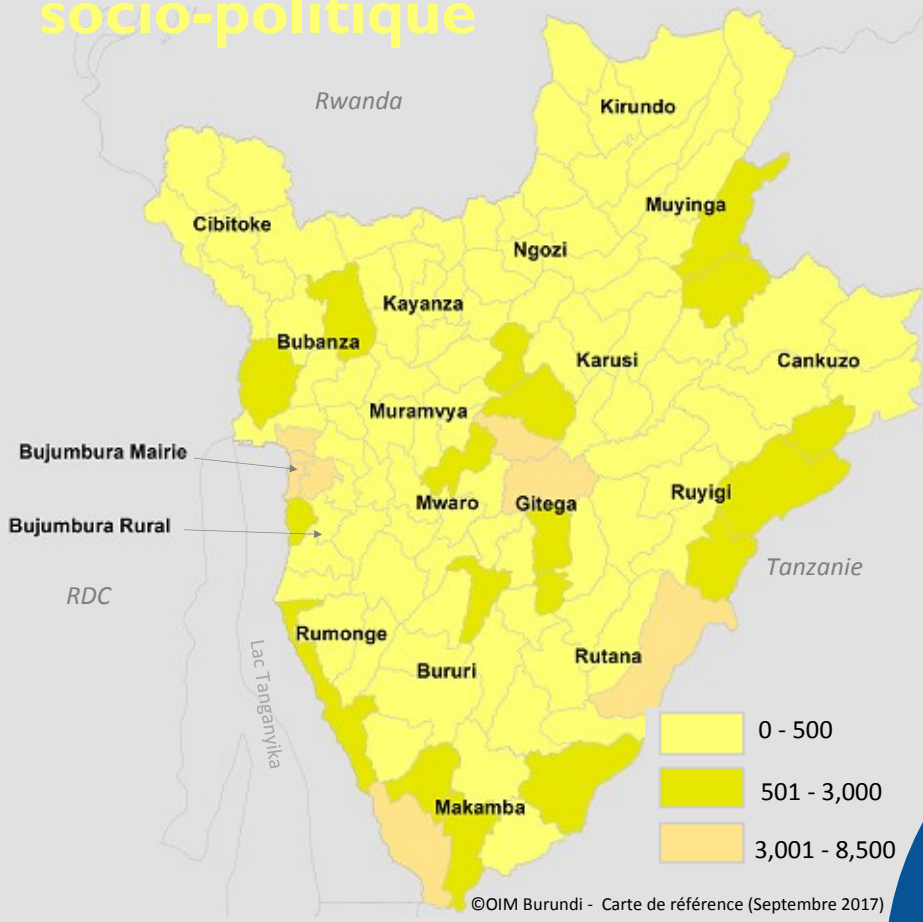 socio-politique
Rwanda
Kirundo
Muyinga
Cibitoke
Ngozi
Kayanza
Bubanza
Karusi
Cankuzo
Muramvya
Bujumbura Mairie
Mwaro
Gitega
Ruyigi
Bujumbura Rural
Tanzanie
RDC
Rumonge
Lac Tanganyika
Bururi
Rutana
Makamba
0 - 500
501 - 3,000
3,001 - 8,500
©OIM Burundi - Carte de référence (Septembre 2017)